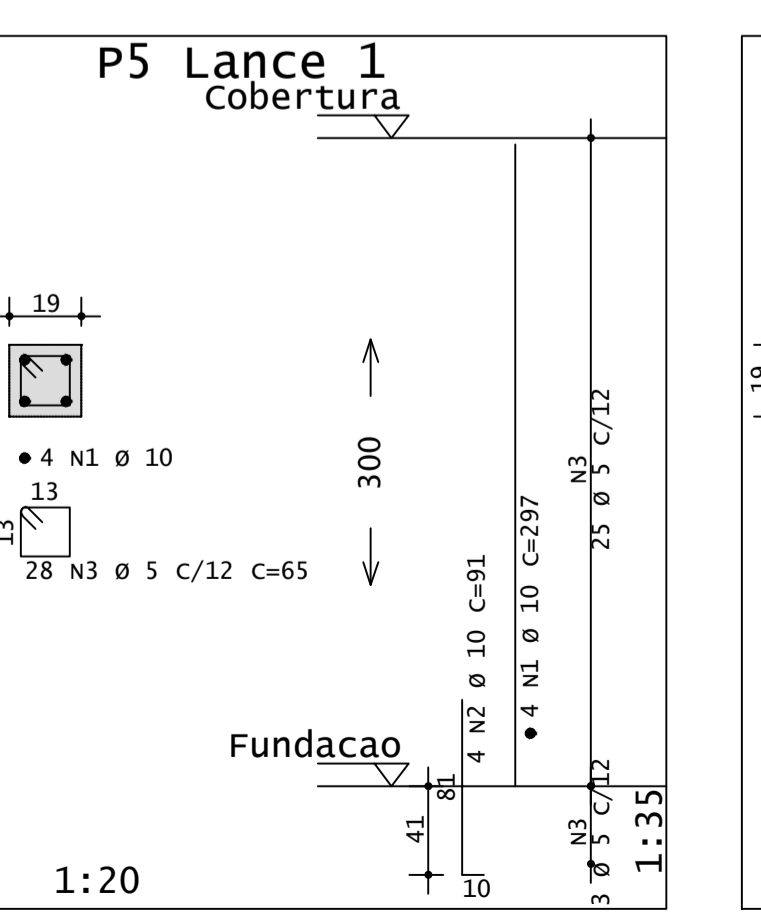 P5 Lance 1
Cobertura
19
4 N1 Ø 10
13
13
28 N3 Ø 5 C/12 C=65
300
4 N2 Ø 10 C=91
4 N1 Ø 10 C=297
N3
25 Ø 5 C/12
19
Fundacao
81
41
10
N3
3 Ø 5 C/12
1:35
1:20